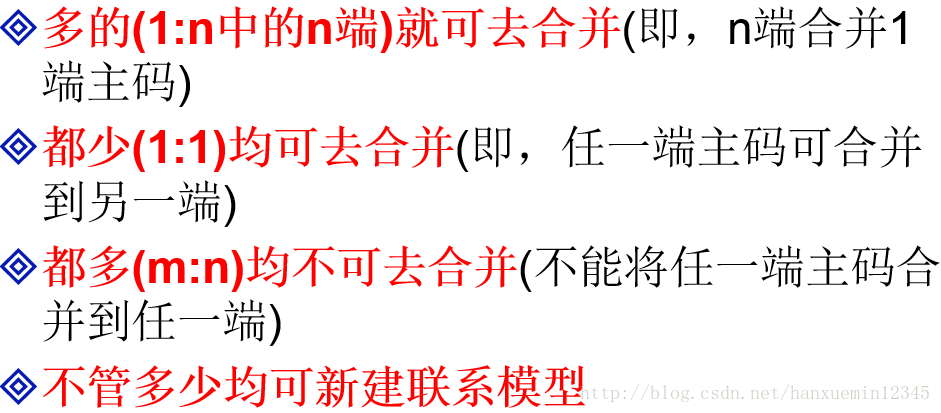 多的(1:n中的n端)就可去合并(即，n端合并1
端主码)
都少(1:1)均可去合并(即，任一端主码可合并
到另一端)
都多(m:n)均不可去合并(不能将任一端主码合
并到任一端)
不管多少均可新建联系模型
http://blog.csdn.net/hanxuemin12345